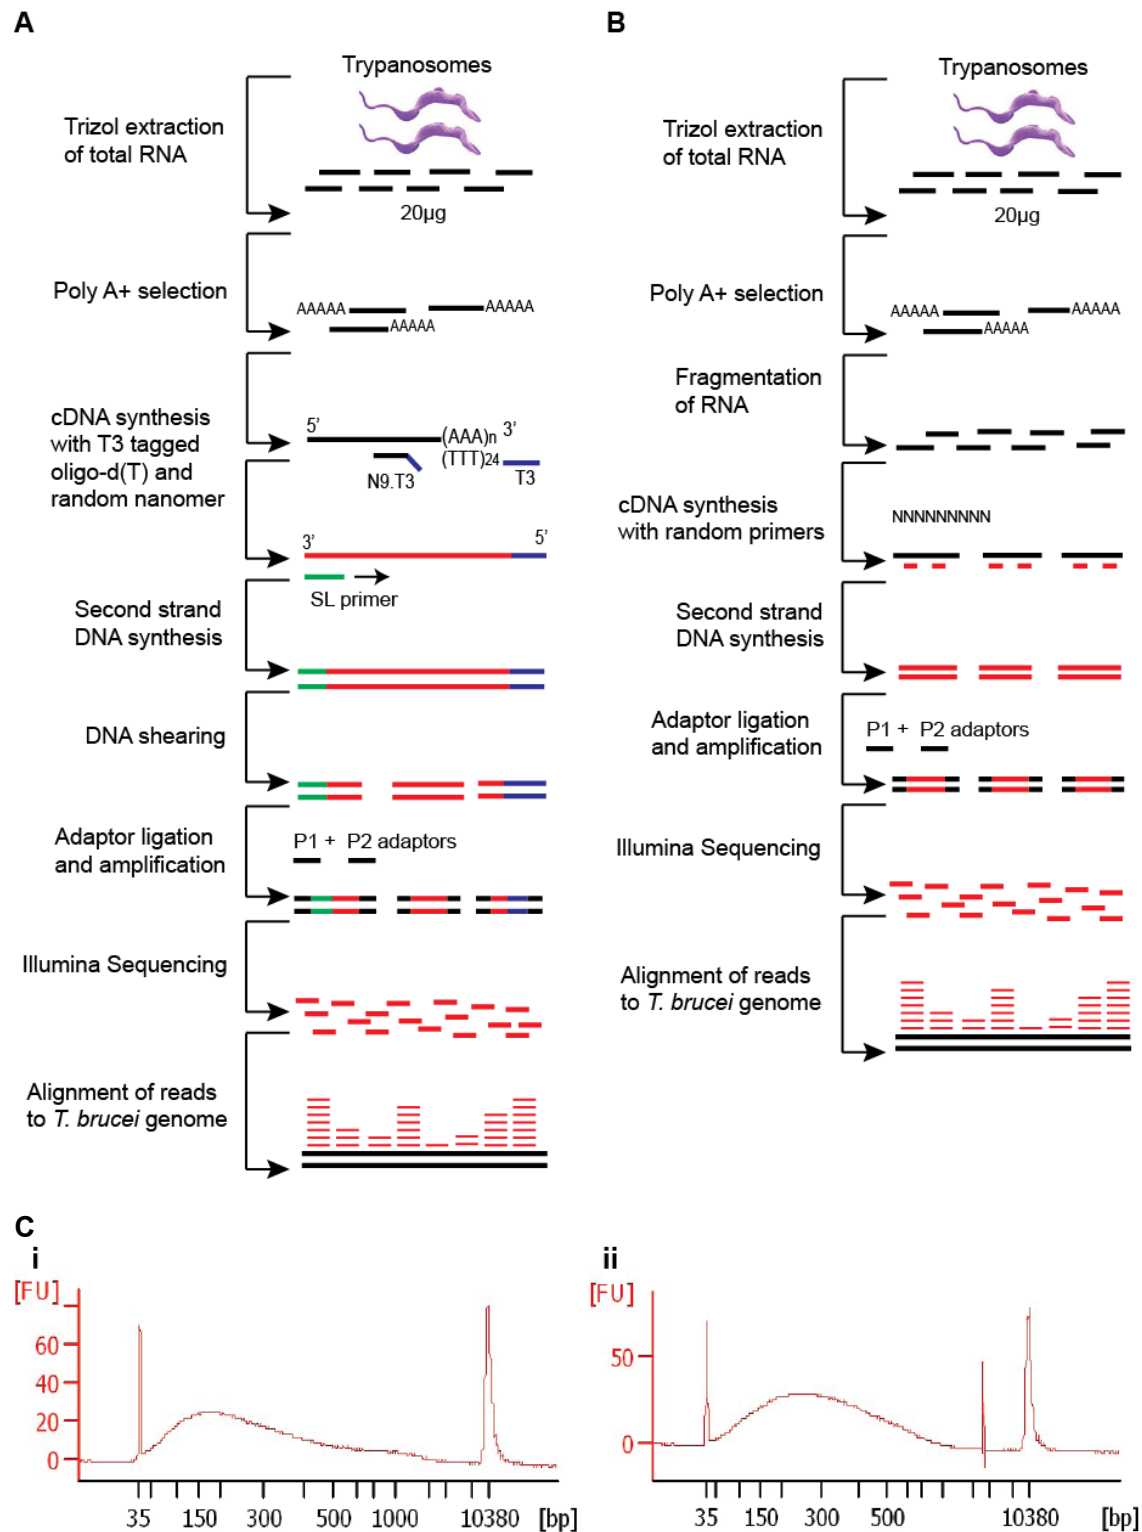 A
Trypanosomes
Trizol extraction
of total RNA
20µg
Poly A+ selection
AAAAA
AAAAA
AAAAA
cDNA synthesis
with T3 tagged
oligo-d(T) and
random nanomer
5’
(AAA)n 3’
(TTT)24
N9.T3
T3
3’
5’
SL primer
Second strand
DNA synthesis
DNA shearing
Adaptor ligation
and amplification
P1 + P2 adaptors
Illumina Sequencing
Alignment of reads
to T. brucei genome
B
Trypanosomes
Trizol extraction
of total RNA
20µg
Poly A+ selection
AAAAA
AAAAA
AAAAA
Fragmentation
of RNA
cDNA synthesis
with random primers
NNNNNNNNN
Second strand
DNA synthesis
Adaptor ligation
and amplification
P1 + P2 adaptors
Illumina Sequencing
Alignment of reads
to T. brucei genome
C
i
[FU]
60
40
20
0
35 150 300 500 1000 10380 [bp]
ii
[FU]
50
0
35 150 300 500 10380 [bp]